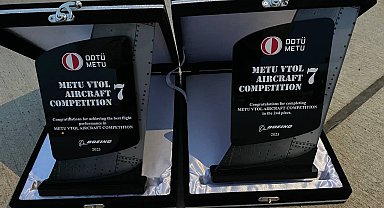 ODTÜ
METU
METU VTOL
AIRCRAFT 7
COMPETITION
Congratulations for achieving the best flight
performance in
METU VTOL AIRCRAFT COMPETITION
BOEING
2023
ODTÜ
METU
METU VTOL
AIRCRAFT 7
COMPETITION
Congratulations for completing
METU VTOL AIRCRAFT COMPETITION
in the 2nd place.
BOEING
2023